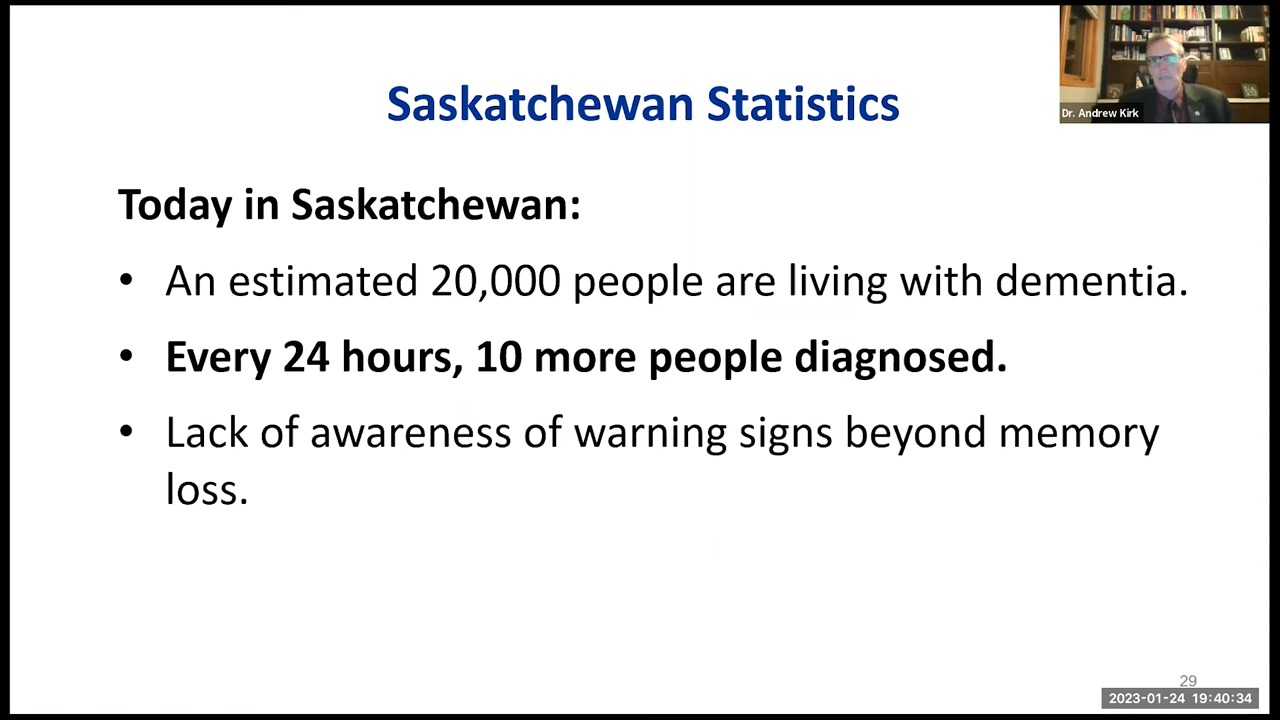 Saskatchewan Statistics
Dr. Andrew Kirk
Today in Saskatchewan:
• An estimated 20,000 people are living with dementia.
• Every 24 hours, 10 more people diagnosed.
• Lack of awareness of warning signs beyond memory
loss.
29
2023-01-24 19:40:34